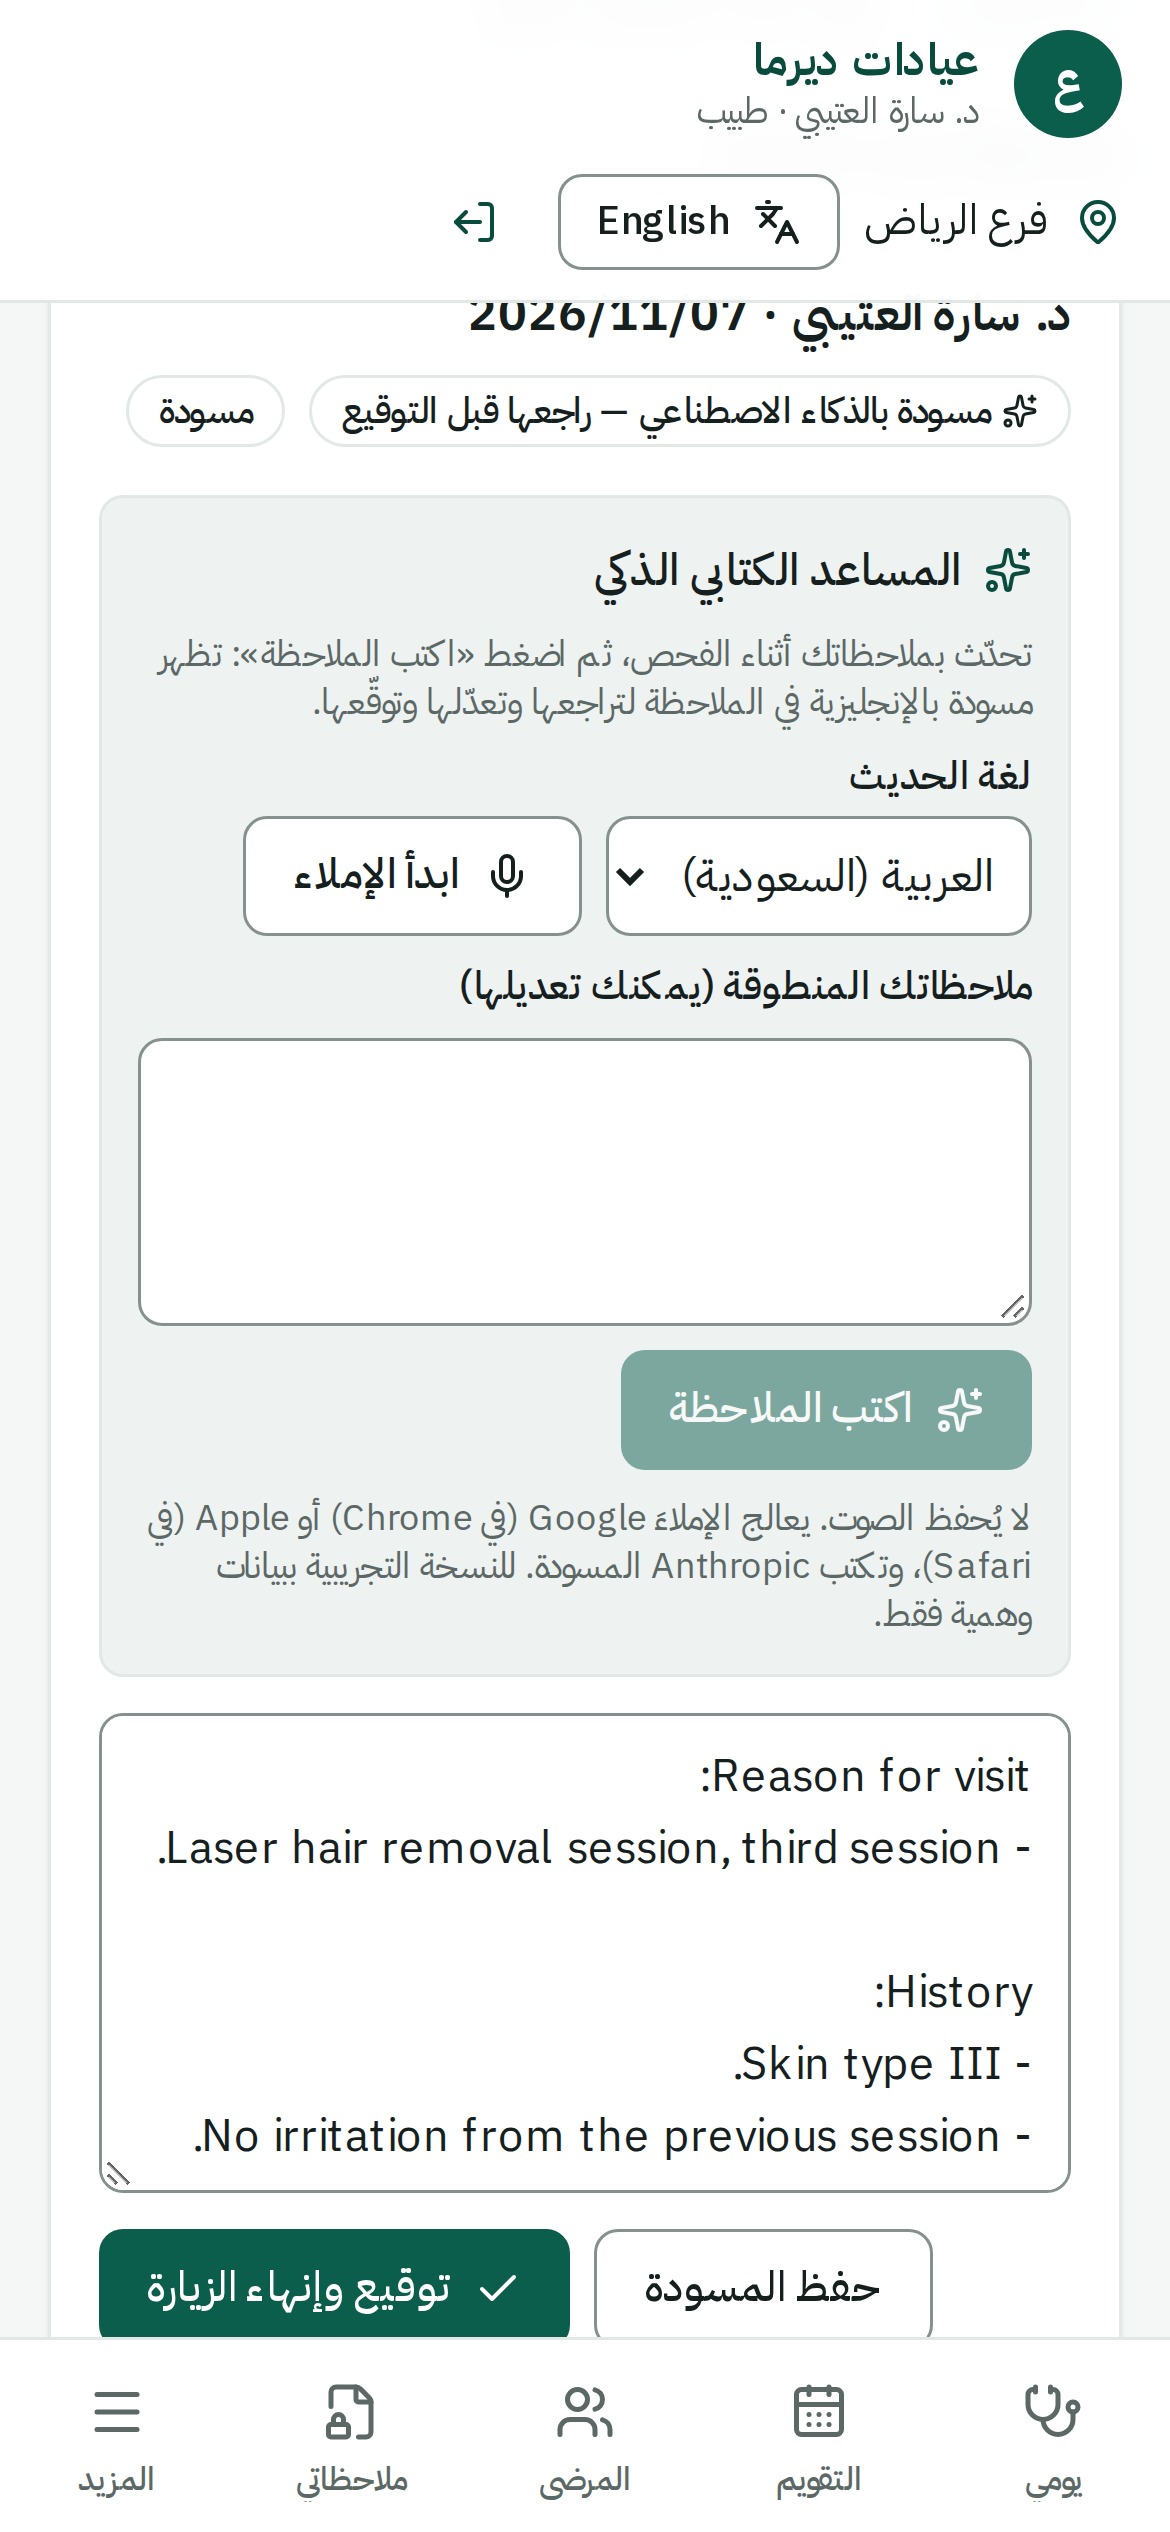 ع
عيادات ديرما
د. سارة العتيبي · طبيب
فرع الرياض
English
د. سارة العتيبي · 2026/11/07
مسودة بالذكاء الاصطناعي — راجعها قبل التوقيع
مسودة
المساعد الكتابي الذكي
تحدّث بملاحظاتك أثناء الفحص، ثم اضغط «اكتب الملاحظة»: تظهر
مسودة بالإنجليزية في الملاحظة لتراجعها وتعدّلها وتوقّعها.
لغة الحديث
العربية (السعودية)
ابدأ الإملاء
ملاحظاتك المنطوقة (يمكنك تعديلها)
اكتب الملاحظة
لا يُحفظ الصوت. يعالج الإملاءَ Google (في Chrome) أو Apple (في
Safari)، وتكتب Anthropic المسودة. للنسخة التجريبية ببيانات
وهمية فقط.
Reason for visit:
- Laser hair removal session, third session.
History:
- Skin type III.
- No irritation from the previous session.
حفظ المسودة
توقيع وإنهاء الزيارة
يومي
التقويم
المرضى
ملاحظاتي
المزيد